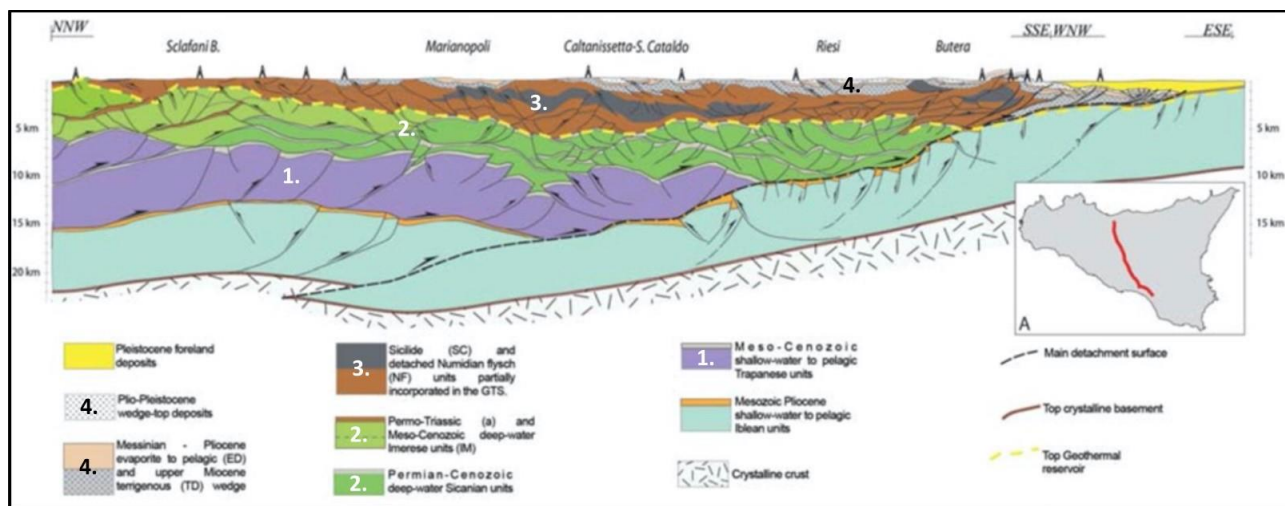 NNW
Sclafani B.
Marianopoli
Caltanissetta-S. Cataldo
Riesi
Butera
SSE, WNW
ESE
4.
3.
2.
1.
5 km
10 km
15 km
20 km
5 km
10 km
15 km
A
Pleistocene foreland
deposits
4.
Plio-Pleistocene
wedge-top deposits
4.
Messinian - Pliocene
evaporite to pelagic (ED)
and upper Miocene
terrigenous (TD) wedge
3.
Sicilide (SC) and
detached Numidian flysch
(NF) units partially
incorporated in the GTS.
2.
Permo-Triassic (a) and
Meso-Cenozoic deep-water
Imerese units (IM)
2.
Permian-Cenozoic
deep-water Sicanian units
1.
Meso-Cenozoic
shallow-water to pelagic
Trapanese units
Mesozoic Pliocene
shallow-water to pelagic
Iblean units
Crystalline crust
Main detachment surface
Top crystalline basement
Top Geothermal
reservoir